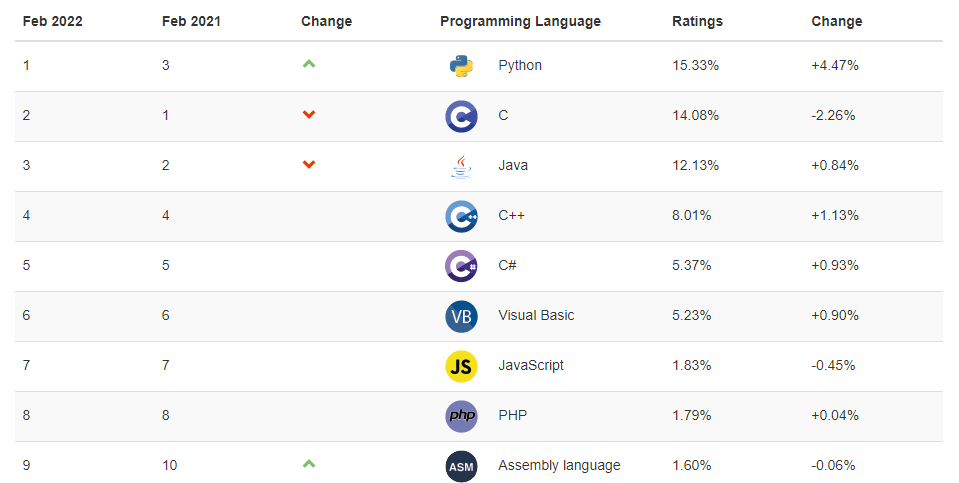 Feb 2022 Feb 2021 Change Programming Language Ratings Change
1 3 Python 15.33% +4.47%
2 1 C C 14.08% -2.26%
3 2 Java 12.13% +0.84%
4 4 C++ C++ 8.01% +1.13%
5 5 C# C# 5.37% +0.93%
6 6 VB Visual Basic 5.23% +0.90%
7 7 JS JavaScript 1.83% -0.45%
8 8 php PHP 1.79% +0.04%
9 10 ASM Assembly language 1.60% -0.06%